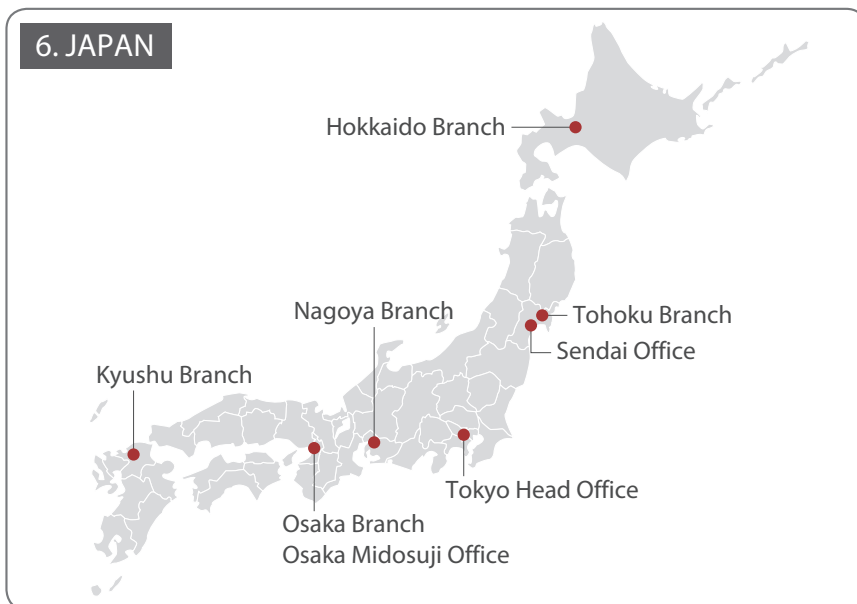 6. JAPAN
Hokkaido Branch
Nagoya Branch
Tohoku Branch
Sendai Office
Kyushu Branch
Tokyo Head Office
Osaka Branch
Osaka Midosuji Office